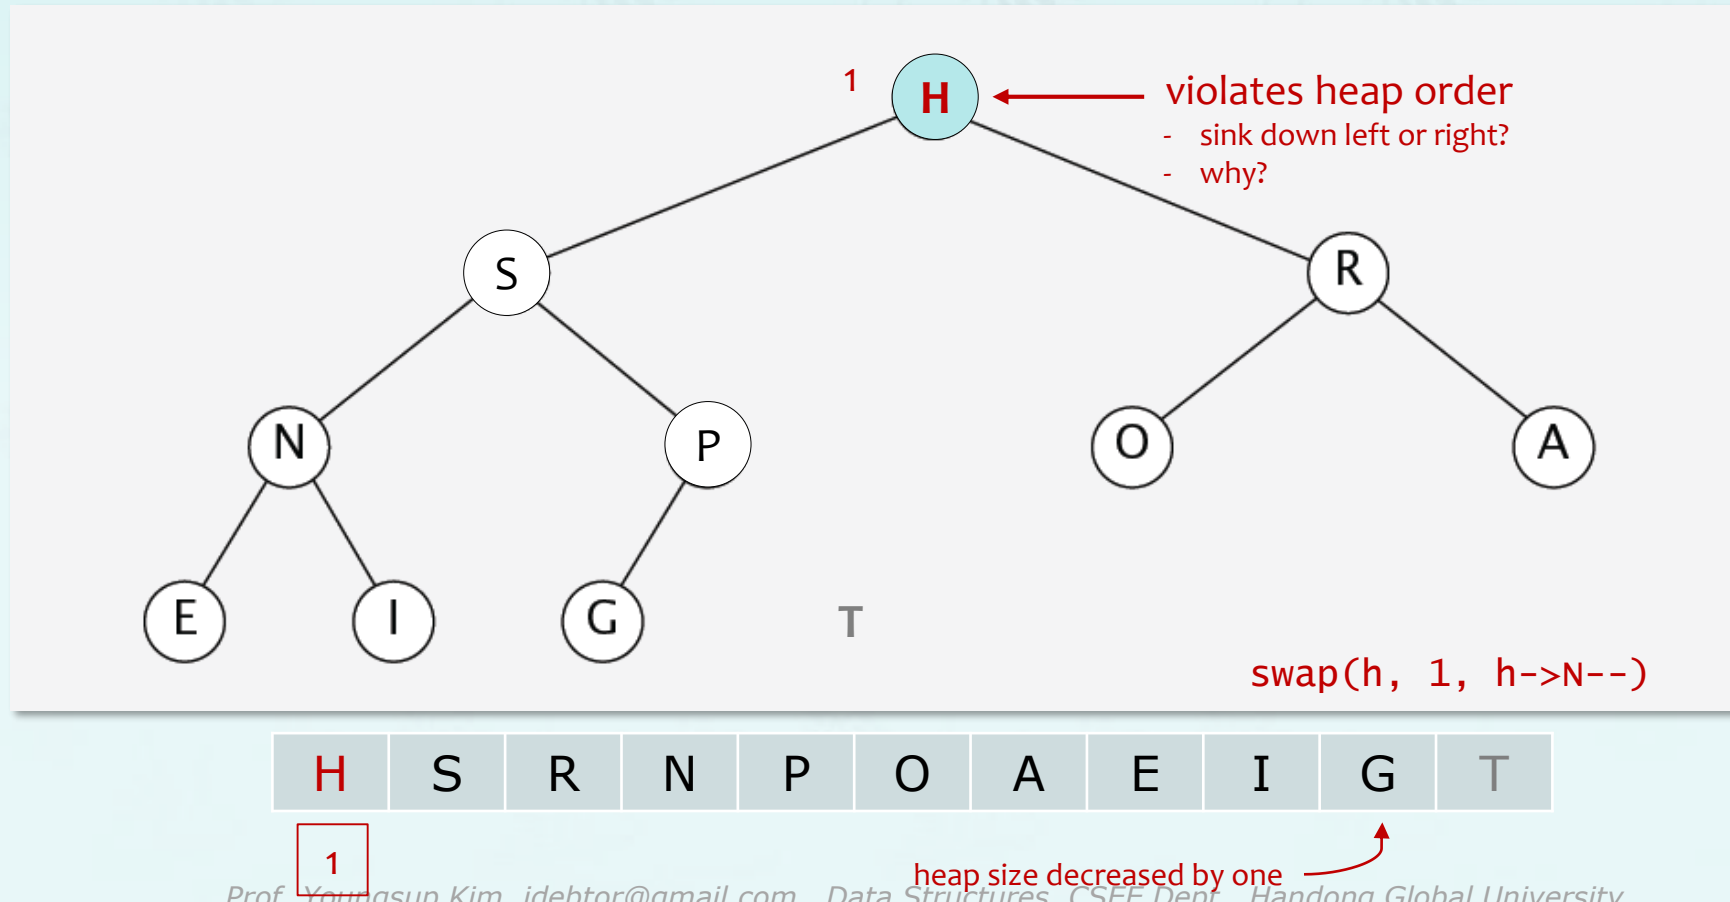 1
H
violates heap order
- sink down left or right?
- why?
S
R
N
P
O
A
E
I
G
T
swap(h, 1, h->N--)
H S R N P O A E I G T
1
heap size decreased by one
Prof. Youngsup Kim, idebtor@gmail.com, Data Structures, CSEE Dept., Handong Global University